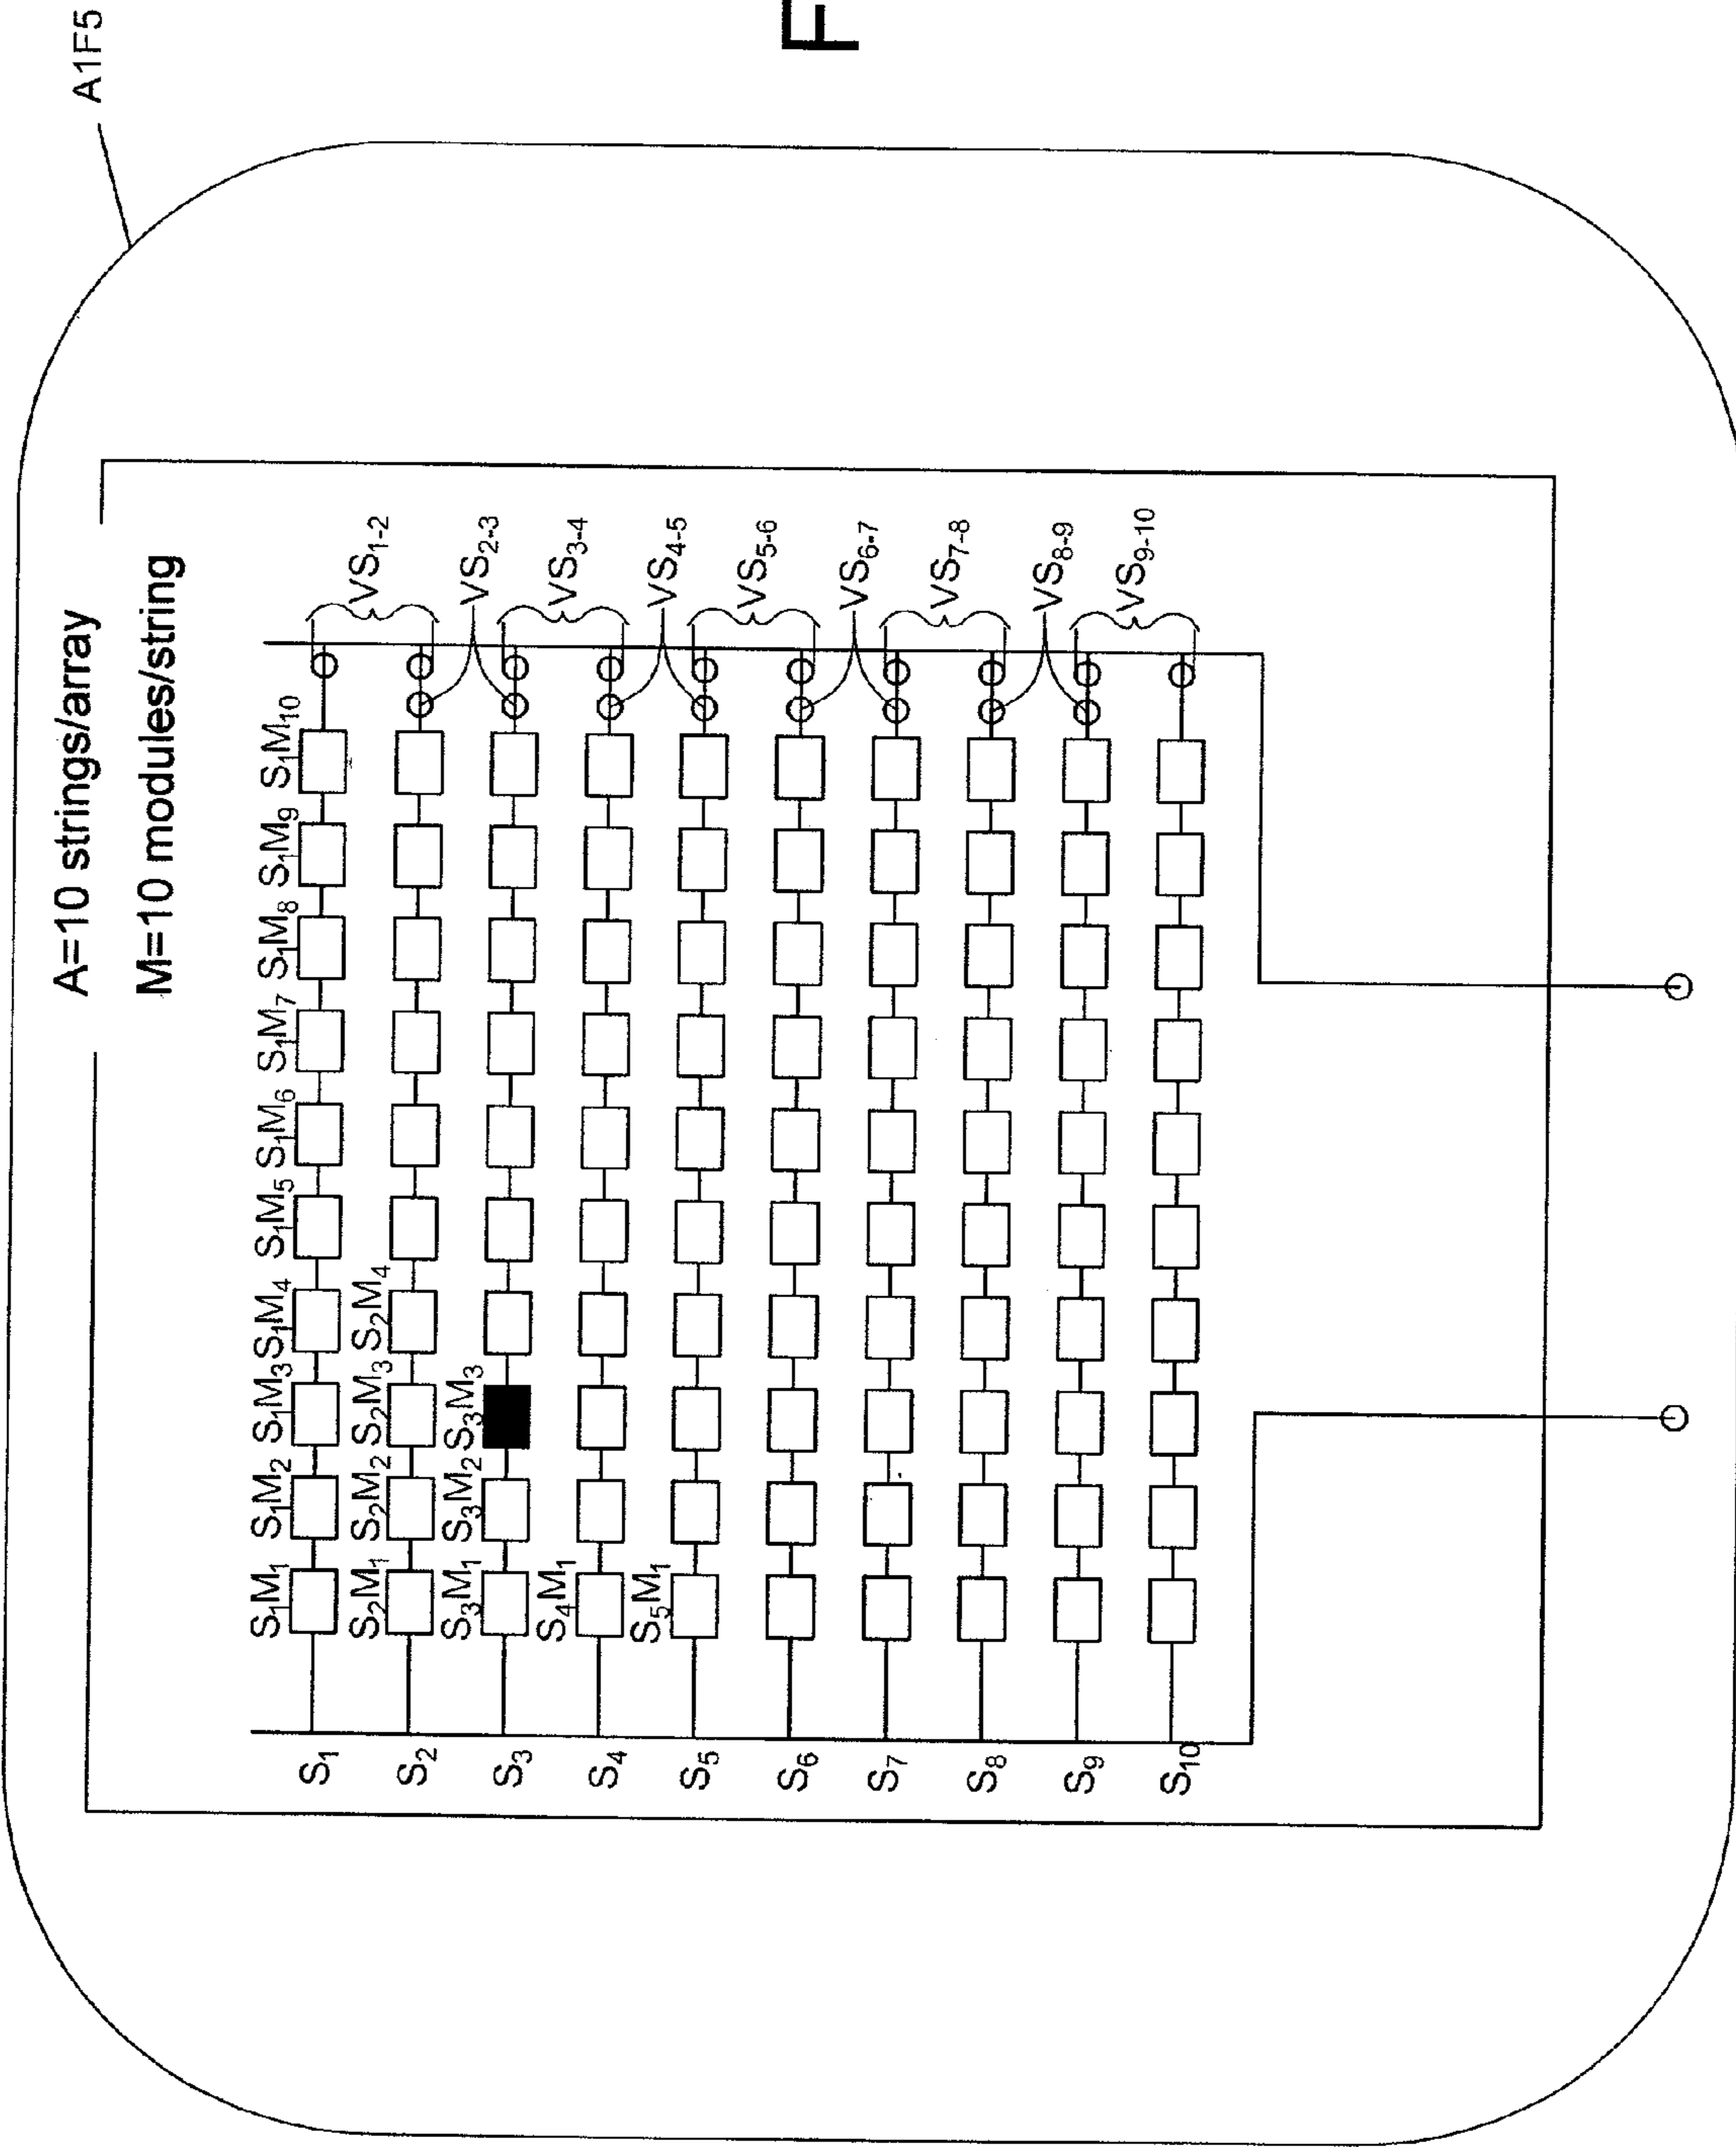 A1F5
F
A=10 strings/array
M=10 modules/string
S₁M₁ S₁M₂ S₁M₃ S₁M₄ S₁M₅ S₁M₆ S₁M₇ S₁M₈ S₁M₉ S₁M₁₀
S₂M₁ S₂M₂ S₂M₃ S₂M₄
S₃M₁ S₃M₂ S₃M₃
S₄M₁
S₅M₁
S₁
S₂
S₃
S₄
S₅
S₆
S₇
S₈
S₉
S₁₀
VS₁₋₂
VS₂₋₃
VS₃₋₄
VS₄₋₅
VS₅₋₆
VS₆₋₇
VS₇₋₈
VS₈₋₉
VS₉₋₁₀